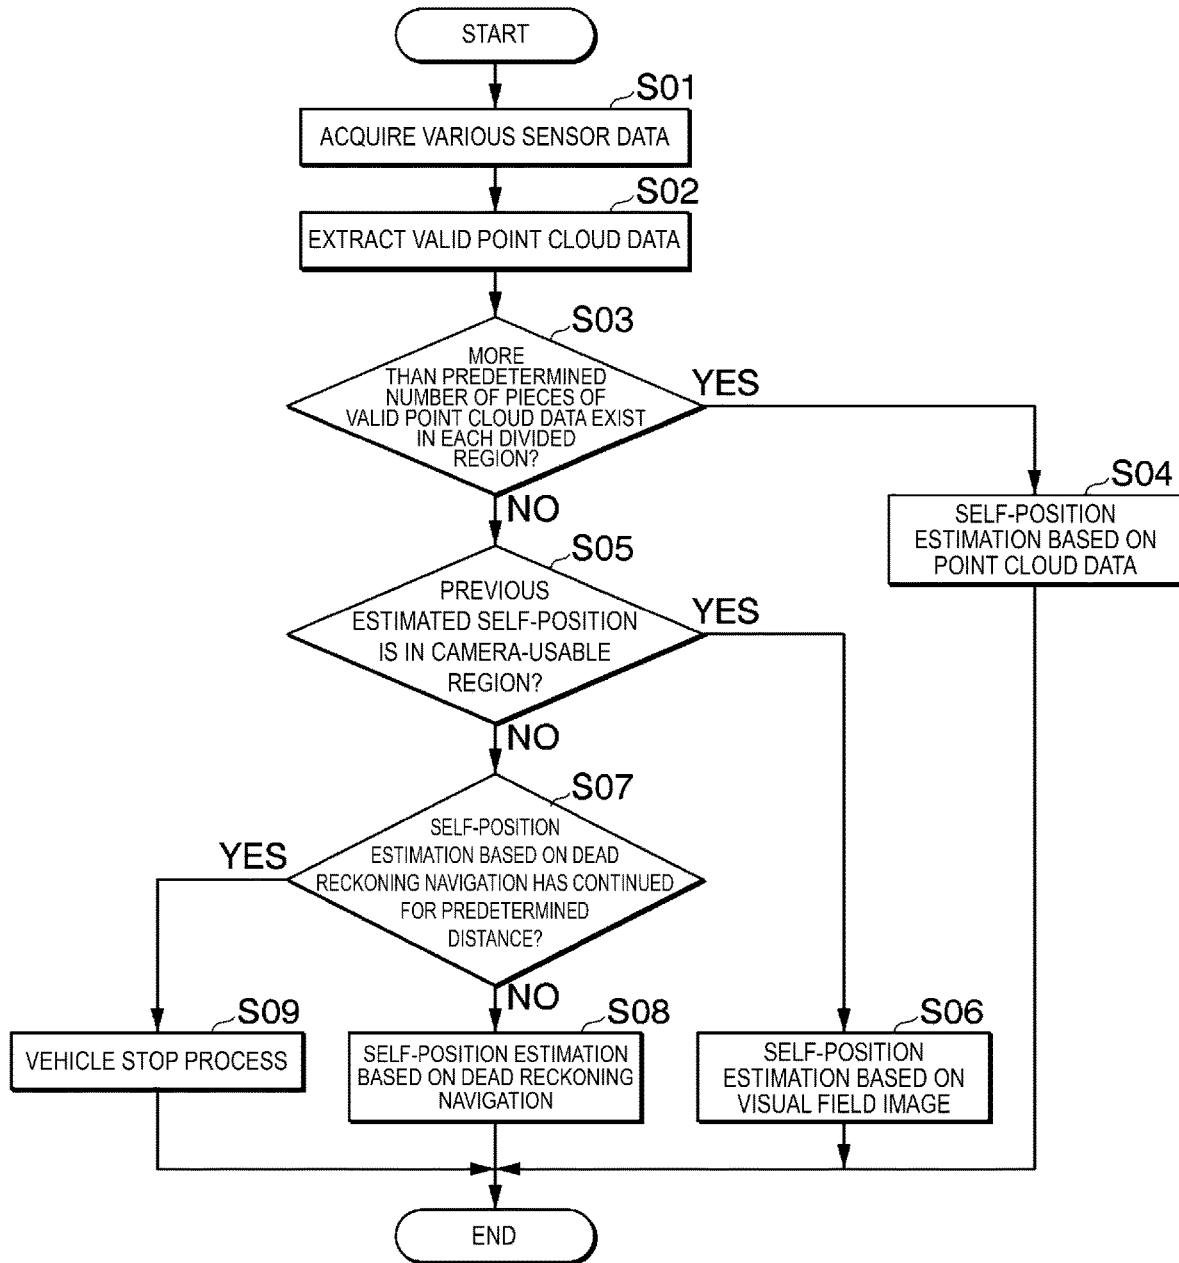 START
S01
ACQUIRE VARIOUS SENSOR DATA
S02
EXTRACT VALID POINT CLOUD DATA
S03
MORE
THAN PREDETERMINED
NUMBER OF PIECES OF
VALID POINT CLOUD DATA EXIST
IN EACH DIVIDED
REGION?
YES
NO
S04
SELF-POSITION
ESTIMATION BASED ON
POINT CLOUD DATA
S05
PREVIOUS
ESTIMATED SELF-POSITION
IS IN CAMERA-USABLE
REGION?
YES
NO
S07
SELF-POSITION
ESTIMATION BASED ON DEAD
RECKONING NAVIGATION HAS CONTINUED
FOR PREDETERMINED
DISTANCE?
YES
NO
S09
VEHICLE STOP PROCESS
S08
SELF-POSITION ESTIMATION
BASED ON DEAD RECKONING
NAVIGATION
S06
SELF-POSITION
ESTIMATION BASED ON
VISUAL FIELD IMAGE
END